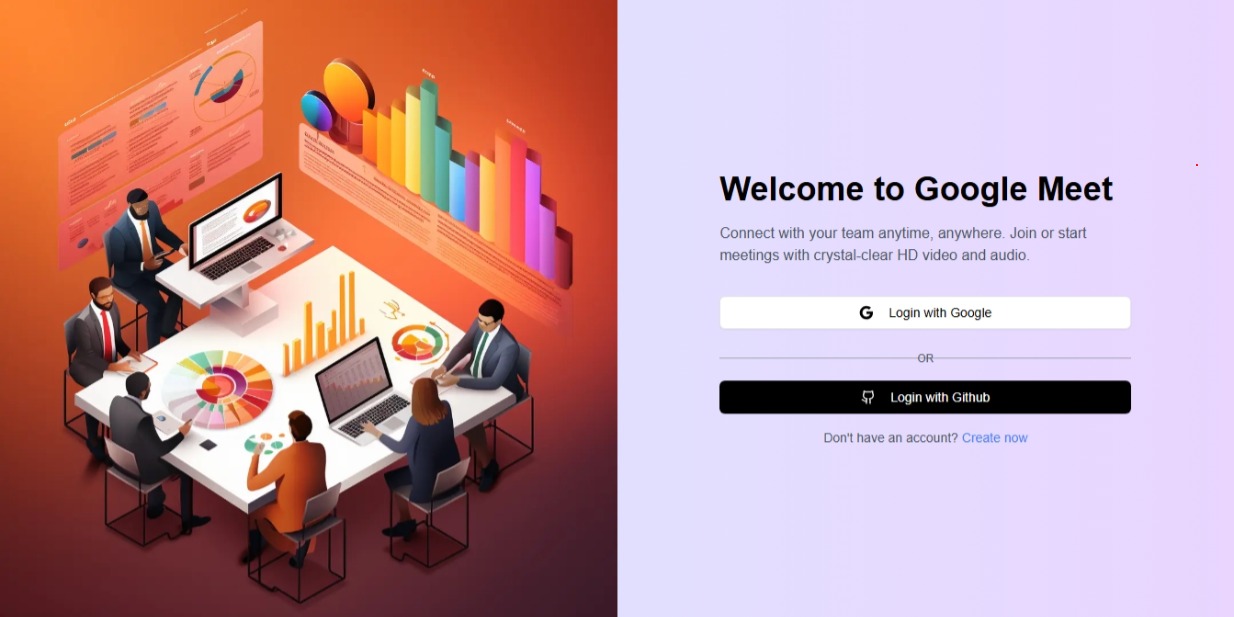 Welcome to Google Meet
Connect with your team anytime, anywhere. Join or start
meetings with crystal-clear HD video and audio.
Login with Google
OR
Login with Github
Don't have an account? Create now